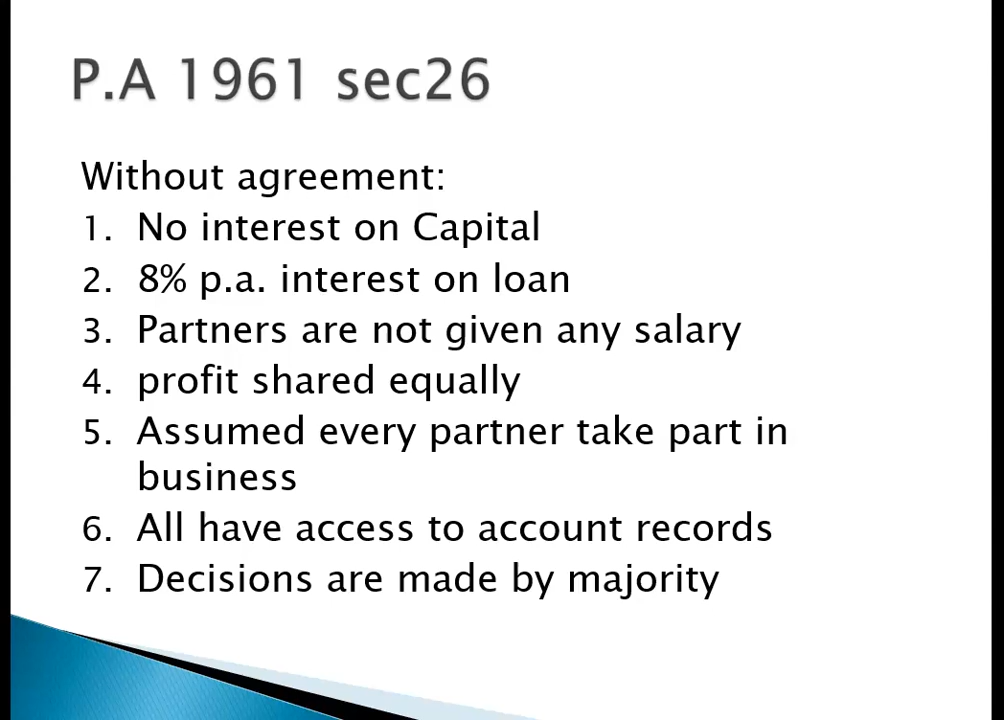 P.A 1961 sec26
Without agreement:
1. No interest on Capital
2. 8% p.a. interest on loan
3. Partners are not given any salary
4. profit shared equally
5. Assumed every partner take part in
business
6. All have access to account records
7. Decisions are made by majority